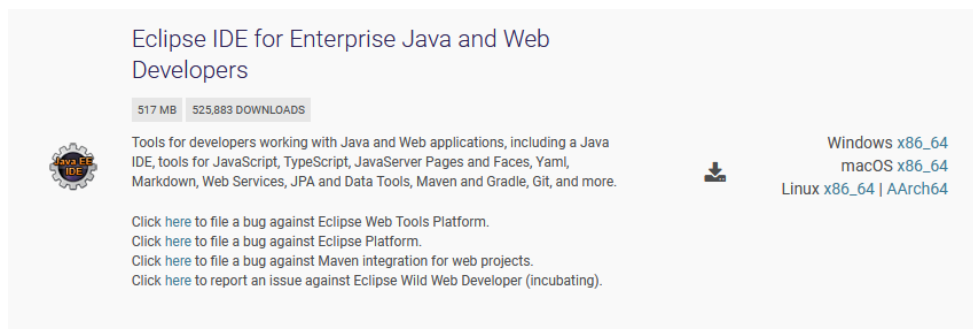 Eclipse IDE for Enterprise Java and Web
Developers
517 MB 525,883 DOWNLOADS
Java EE
IDE
Tools for developers working with Java and Web applications, including a Java
IDE, tools for JavaScript, TypeScript, JavaServer Pages and Faces, Yaml,
Markdown, Web Services, JPA and Data Tools, Maven and Gradle, Git, and more.
Click here to file a bug against Eclipse Web Tools Platform.
Click here to file a bug against Eclipse Platform.
Click here to file a bug against Maven integration for web projects.
Click here to report an issue against Eclipse Wild Web Developer (incubating).
Windows x86_64
macOS x86_64
Linux x86_64 | AArch64